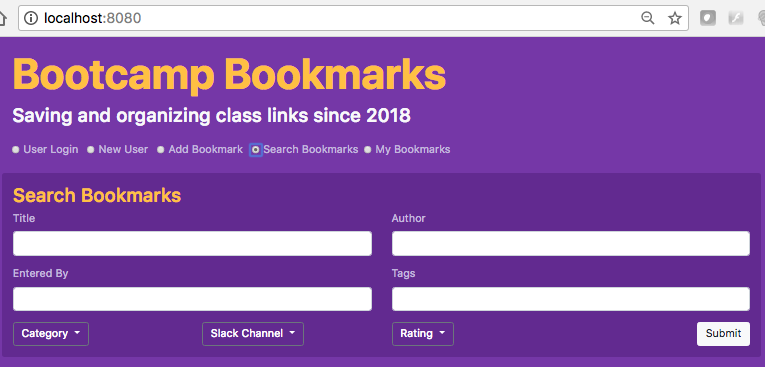 localhost:8080
Bootcamp Bookmarks
Saving and organizing class links since 2018
User Login New User Add Bookmark Search Bookmarks My Bookmarks
Search Bookmarks
Title Author
Entered By Tags
Category Slack Channel Rating Submit